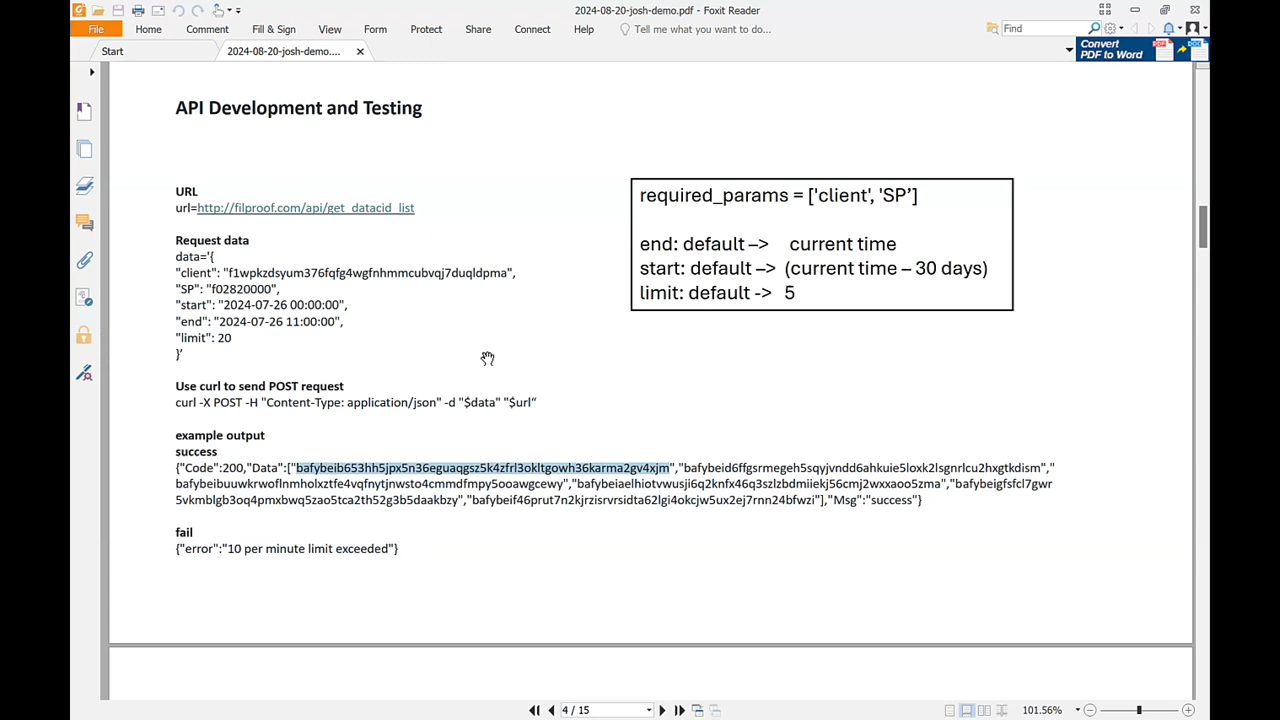 2024-08-20-josh-demo.pdf - Foxit Reader
File Home Comment Fill & Sign View Form Protect Share Connect Help Tell me what you want to do... Find
Start 2024-08-20-josh-demo....
Convert
PDF to Word
API Development and Testing
URL
url=http://filproof.com/api/get_datacid_list
Request data
data='{
"client": "f1wpkzdsyum376fqfg4wgfnhmmcubvqj7duqldpma",
"SP": "f02820000",
"start": "2024-07-26 00:00:00",
"end": "2024-07-26 11:00:00",
"limit": 20
}'
required_params = ['client', 'SP’]
end: default –> current time
start: default –> (current time – 30 days)
limit: default -> 5
Use curl to send POST request
curl -X POST -H "Content-Type: application/json" -d "$data" "$url“
example output
success
{"Code":200,"Data":["bafybeib653hh5jpx5n36eguaqgsz5k4zfrl3okltgowh36karma2gv4xjm","bafybeid6ffgsrmegeh5sqyjvndd6ahkuie5loxk2lsgnrlcu2hxgtkdism","
bafybeibuuwkrwoflnmholxztfe4vqfnytjnwsto4cmmdfmpy5ooawgcewy","bafybeiaelhiotvwusji6q2knfx46q3szlzbdmiiekj56cmj2wxxaoo5zma","bafybeigfsfcl7gwr
5vkmblgb3oq4pmxbwq5zao5tca2th52g3b5daakbzy","bafybeif46prut7n2kjrzisrvrsidta62lgi4okcjw5ux2ej7rnn24bfwzi"],"Msg":"success"}
fail
{"error":"10 per minute limit exceeded"}
4 / 15
101.56%